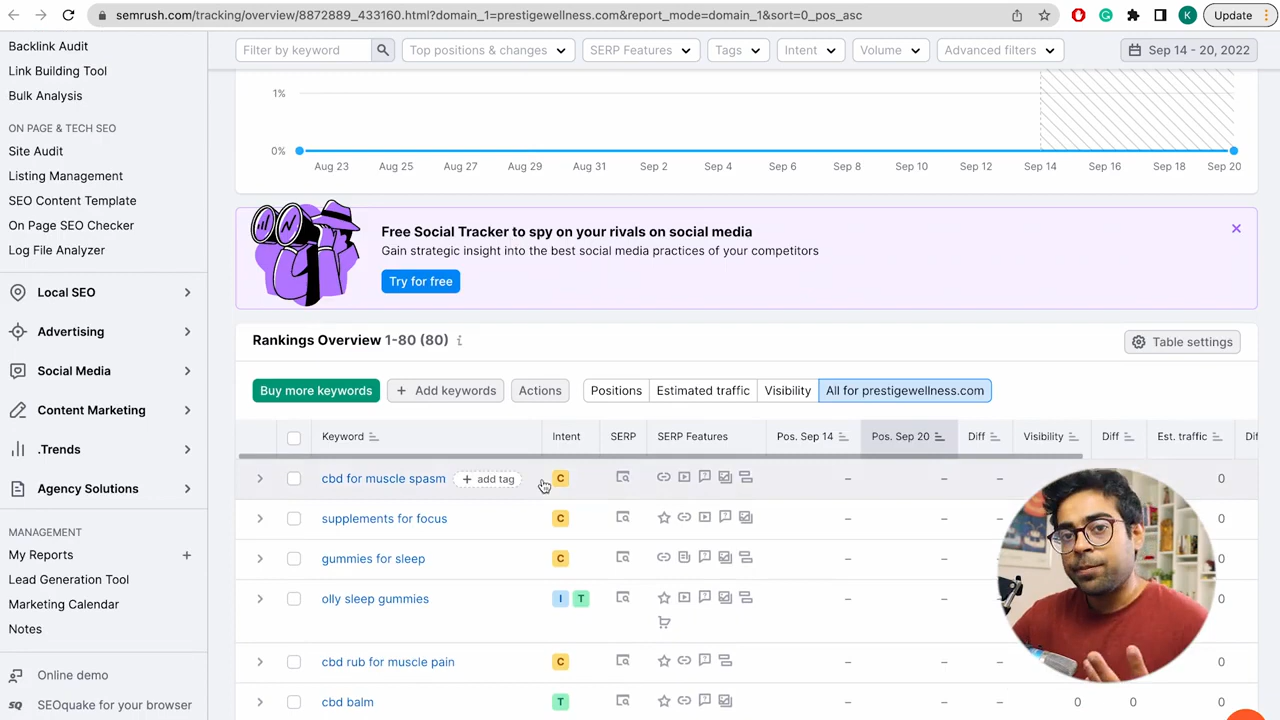 semrush.com/tracking/overview/8872889_433160.html?domain_1=prestigewellness.com&report_mode=domain_1&sort=0_pos_asc
K
Update
Backlink Audit
Link Building Tool
Bulk Analysis
ON PAGE & TECH SEO
Site Audit
Listing Management
SEO Content Template
On Page SEO Checker
Log File Analyzer
Local SEO
Advertising
Social Media
Content Marketing
.Trends
Agency Solutions
MANAGEMENT
My Reports
Lead Generation Tool
Marketing Calendar
Notes
Online demo
SQ SEOquake for your browser
Filter by keyword Top positions & changes SERP Features Tags Intent Volume Advanced filters Sep 14 - 20, 2022
1%
0%
Aug 23 Aug 25 Aug 27 Aug 29 Aug 31 Sep 2 Sep 4 Sep 6 Sep 8 Sep 10 Sep 12 Sep 14 Sep 16 Sep 18 Sep 20
Free Social Tracker to spy on your rivals on social media
Gain strategic insight into the best social media practices of your competitors
Try for free
Rankings Overview 1-80 (80) i
Table settings
Buy more keywords + Add keywords Actions Positions Estimated traffic Visibility All for prestigewellness.com
Keyword Intent SERP SERP Features Pos. Sep 14 Pos. Sep 20 Diff Visibility Diff Est. traffic Dif
cbd for muscle spasm + add tag C – – – 0
supplements for focus C – – – 0
gummies for sleep C – – – 0
olly sleep gummies I T – – – 0
cbd rub for muscle pain C – – – 0
cbd balm T – – – 0 0 0